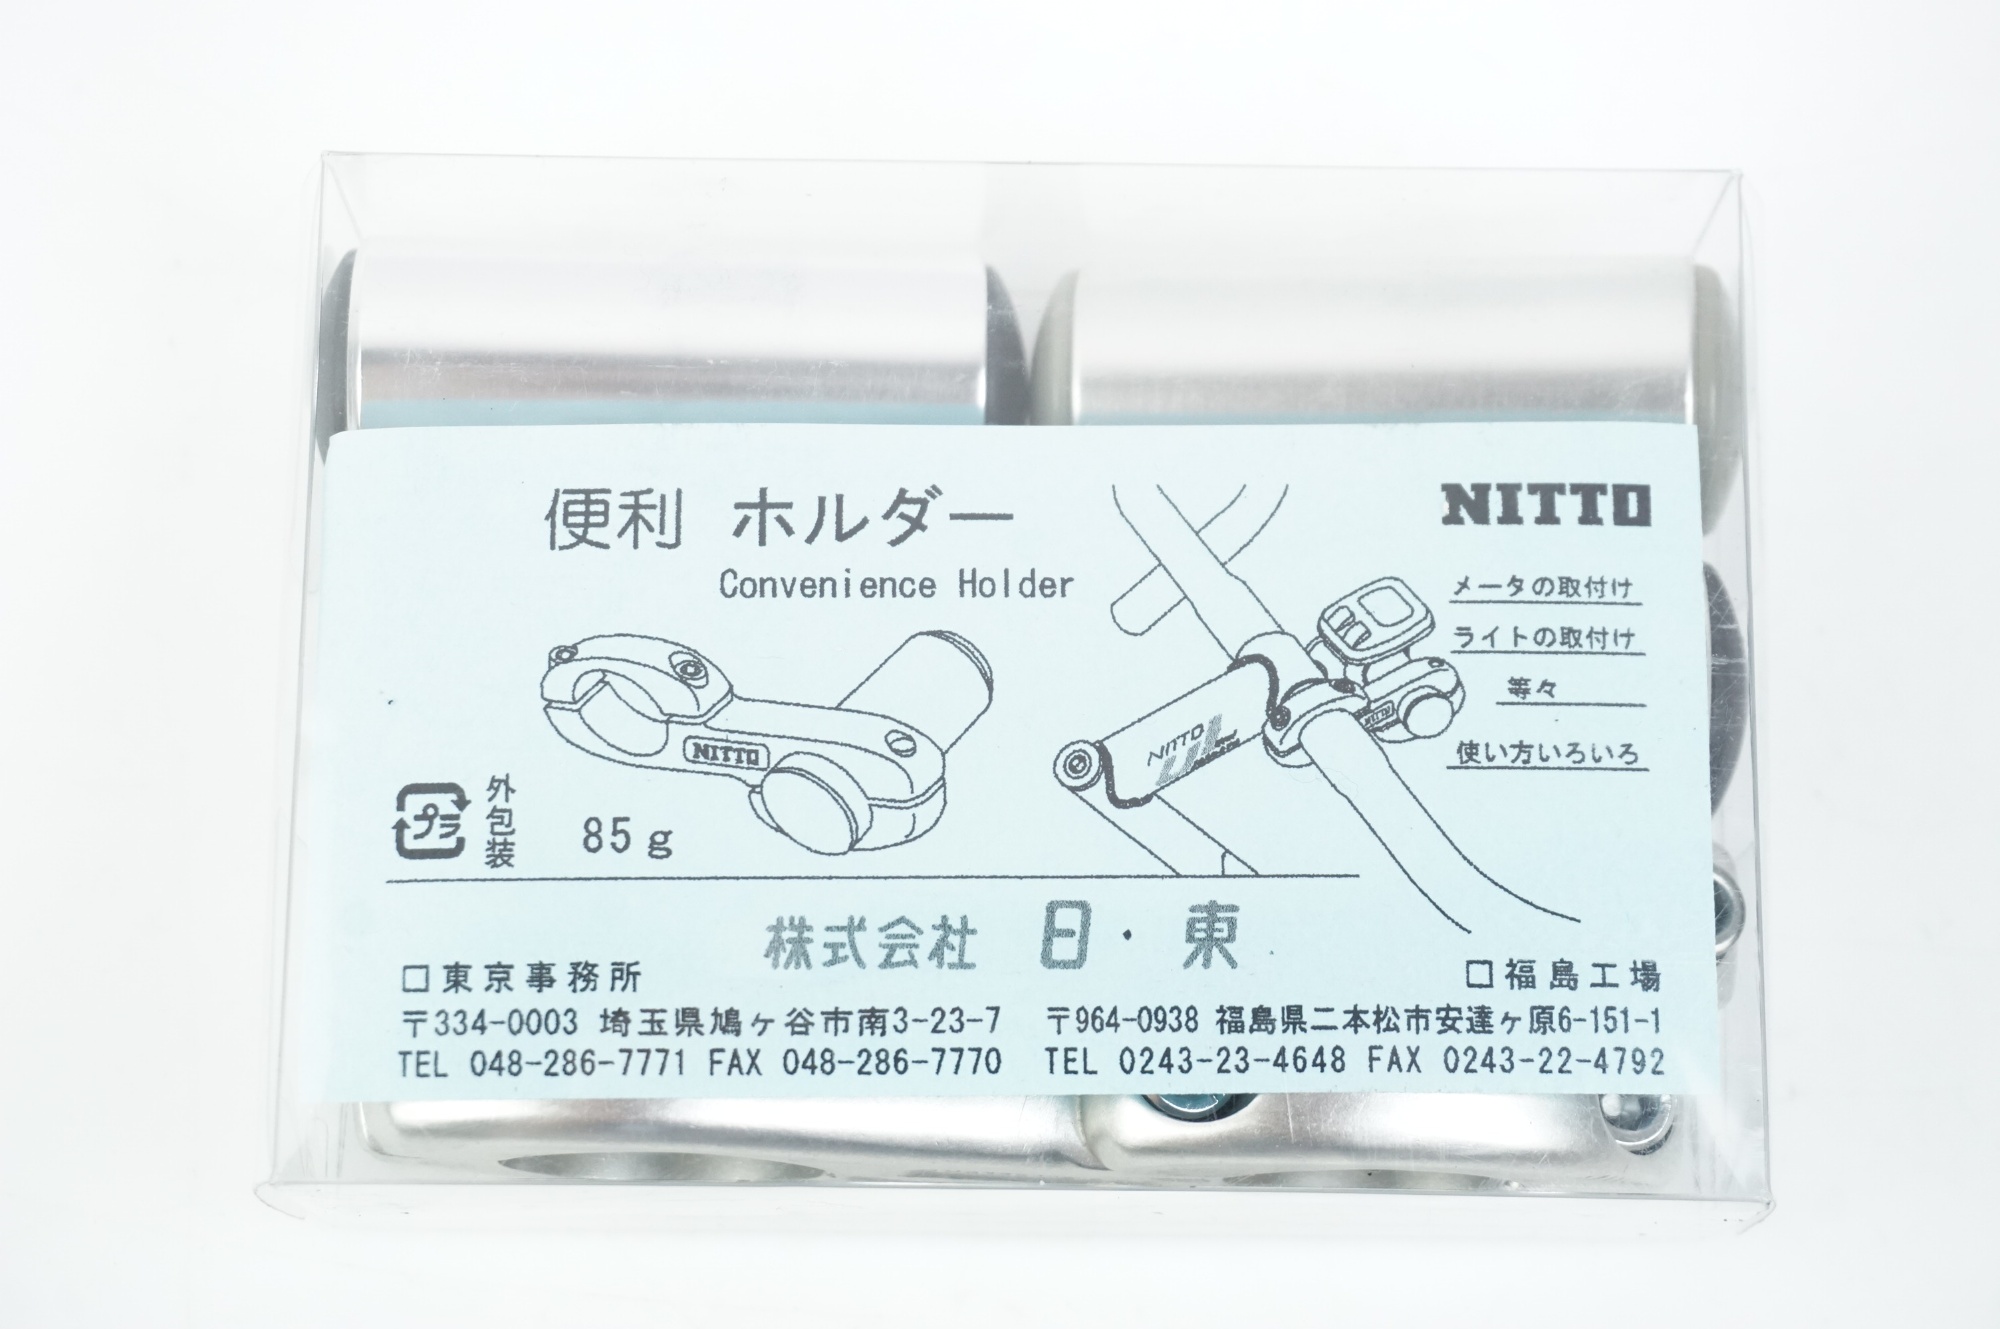 便利 ホルダー
Convenience Holder
NITTO
メータの取付け
ライトの取付け
等々
使い方いろいろ
NITTO
NITTO
プラ
外包装
85g
株式会社 日・東
□東京事務所
〒334-0003 埼玉県鳩ヶ谷市南3-23-7
TEL 048-286-7771 FAX 048-286-7770
□福島工場
〒964-0938 福島県二本松市安達ヶ原6-151-1
TEL 0243-23-4648 FAX 0243-22-4792